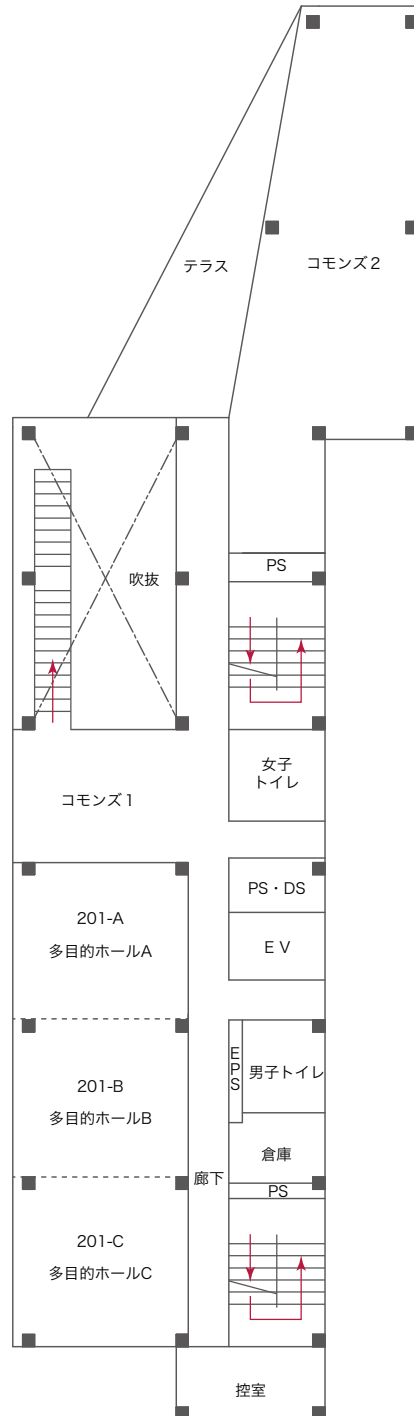 テラス
コモンズ2
PS
吹抜
女子
トイレ
コモンズ1
PS・DS
201-A
多目的ホールA
EV
EPS
男子トイレ
201-B
多目的ホールB
倉庫
廊下
PS
201-C
多目的ホールC
控室